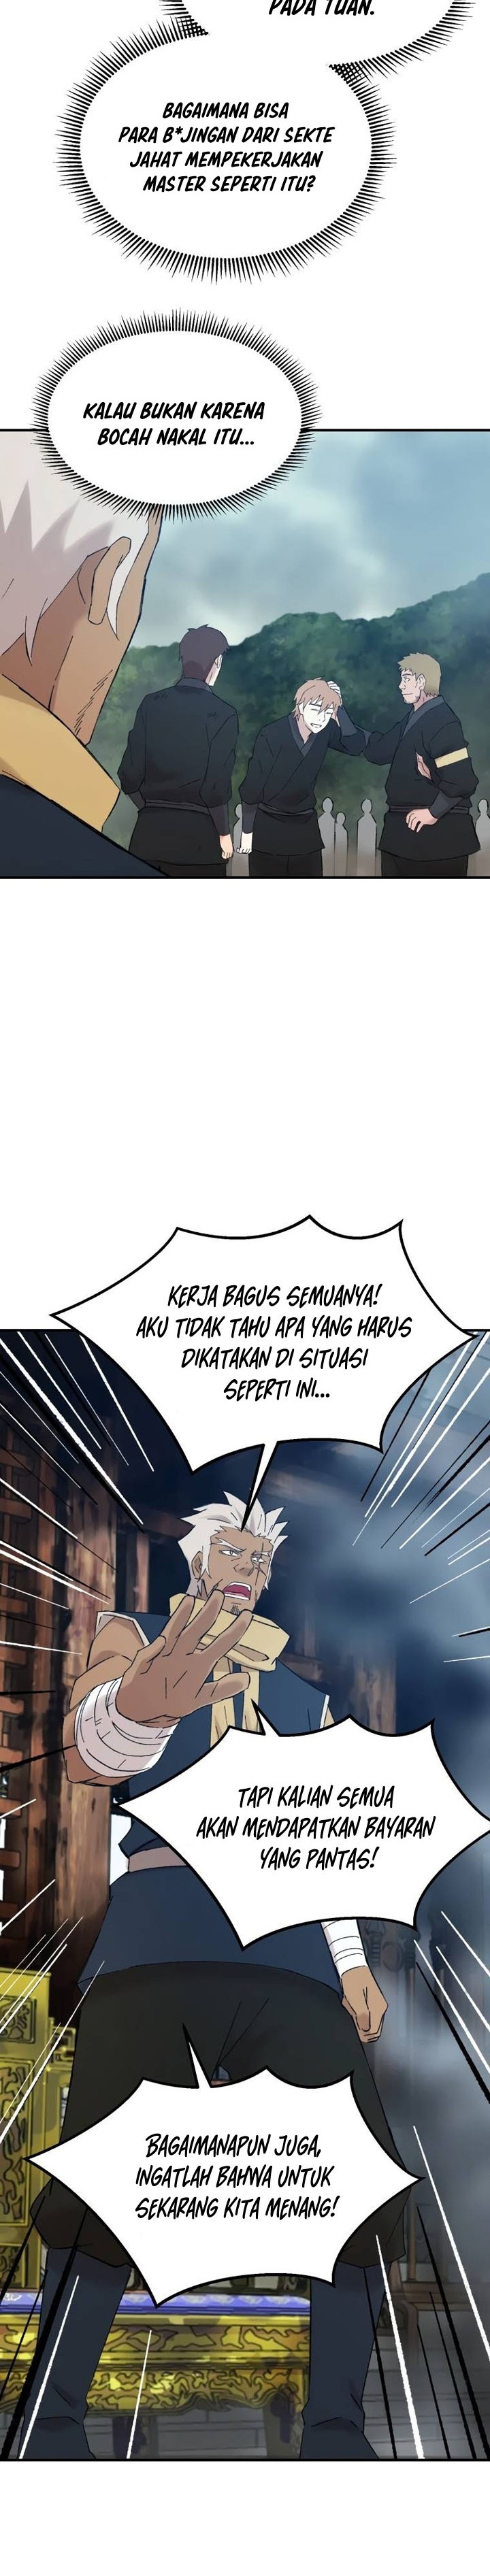 PADA TUAN.
BAGAIMANA BISA
PARA B*JINGAN DARI SEKTE
JAHAT MEMPEKERJAKAN
MASTER SEPERTI ITU?
KALAU BUKAN KARENA
BOCAH NAKAL ITU...
KERJA BAGUS SEMUANYA!
AKU TIDAK TAHU APA YANG HARUS
DIKATAKAN DI SITUASI
SEPERTI INI...
TAPI KALIAN SEMUA
AKAN MENDAPATKAN BAYARAN
YANG PANTAS!
BAGAIMANAPUN JUGA,
INGATLAH BAHWA UNTUK
SEKARANG KITA MENANG!